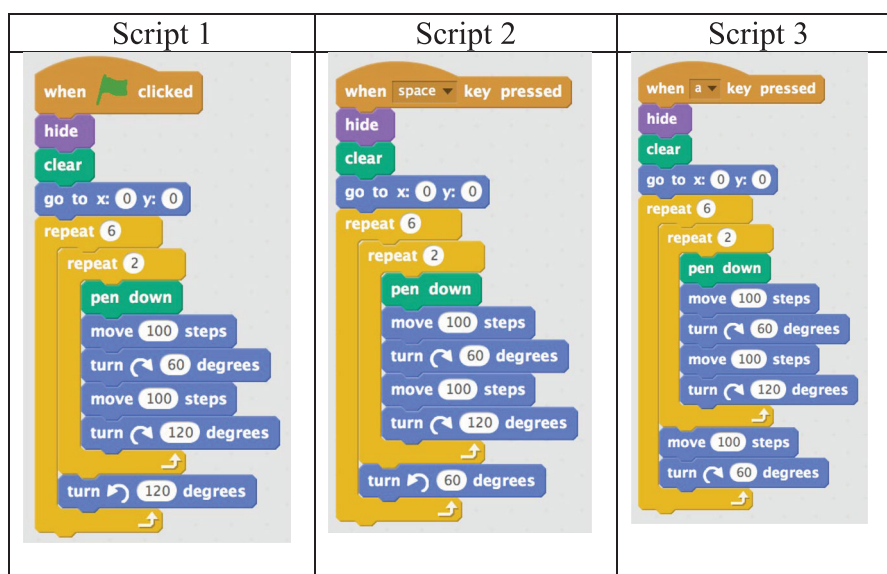 Script 1
Script 2
Script 3
when clicked
hide
clear
go to x: 0 y: 0
repeat 6
repeat 2
pen down
move 100 steps
turn 60 degrees
move 100 steps
turn 120 degrees
turn 120 degrees
when space key pressed
hide
clear
go to x: 0 y: 0
repeat 6
repeat 2
pen down
move 100 steps
turn 60 degrees
move 100 steps
turn 120 degrees
turn 60 degrees
when a key pressed
hide
clear
go to x: 0 y: 0
repeat 6
repeat 2
pen down
move 100 steps
turn 60 degrees
move 100 steps
turn 120 degrees
move 100 steps
turn 60 degrees